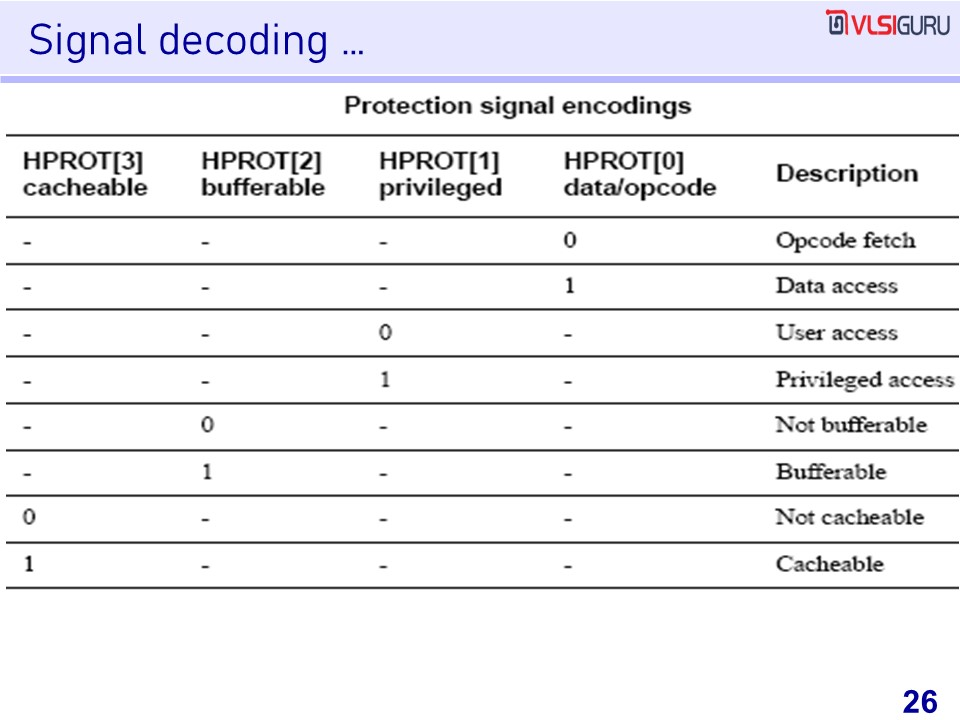 Signal decoding ...
VLSIGURU
Protection signal encodings
HPROT[3] cacheable HPROT[2] bufferable HPROT[1] privileged HPROT[0] data/opcode Description
- - - 0 Opcode fetch
- - - 1 Data access
- - 0 - User access
- - 1 - Privileged access
- 0 - - Not bufferable
- 1 - - Bufferable
0 - - - Not cacheable
1 - - - Cacheable
26